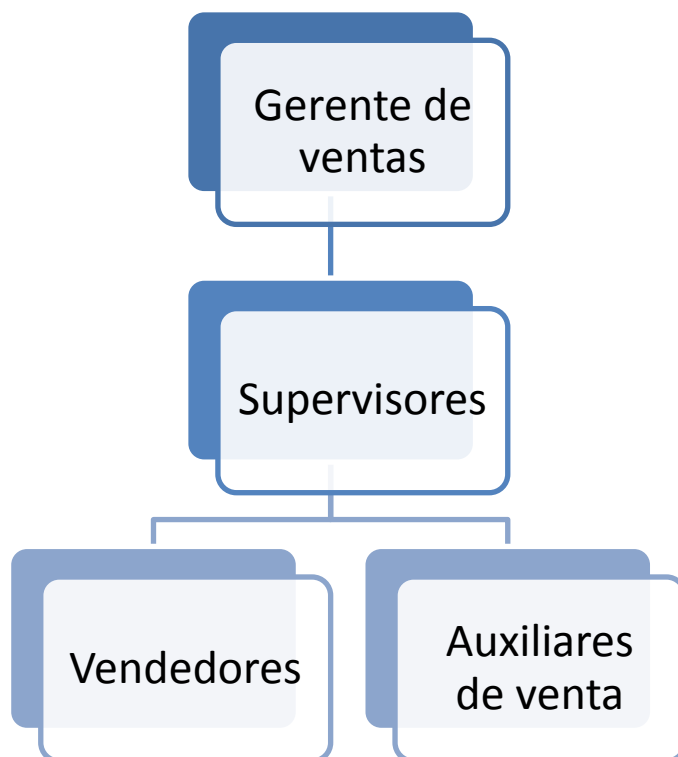 Gerente de
ventas
Supervisores
Vendedores
Auxiliares
de venta